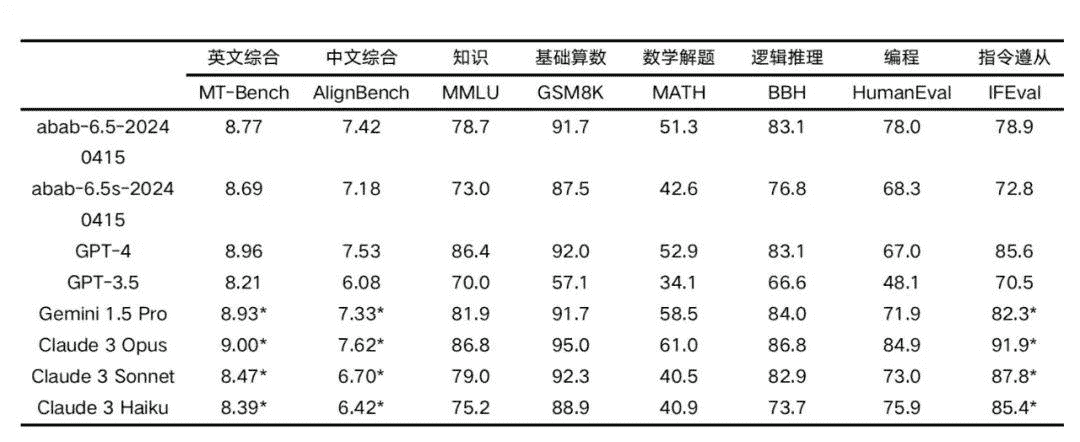 英文综合 中文综合 知识 基础算数 数学解题 逻辑推理 编程 指令遵从
MT-Bench AlignBench MMLU GSM8K MATH BBH HumanEval IFEval
abab-6.5-2024 8.77 7.42 78.7 91.7 51.3 83.1 78.0 78.9
0415
abab-6.5s-2024 8.69 7.18 73.0 87.5 42.6 76.8 68.3 72.8
0415
GPT-4 8.96 7.53 86.4 92.0 52.9 83.1 67.0 85.6
GPT-3.5 8.21 6.08 70.0 57.1 34.1 66.6 48.1 70.5
Gemini 1.5 Pro 8.93* 7.33* 81.9 91.7 58.5 84.0 71.9 82.3*
Claude 3 Opus 9.00* 7.62* 86.8 95.0 61.0 86.8 84.9 91.9*
Claude 3 Sonnet 8.47* 6.70* 79.0 92.3 40.5 82.9 73.0 87.8*
Claude 3 Haiku 8.39* 6.42* 75.2 88.9 40.9 73.7 75.9 85.4*